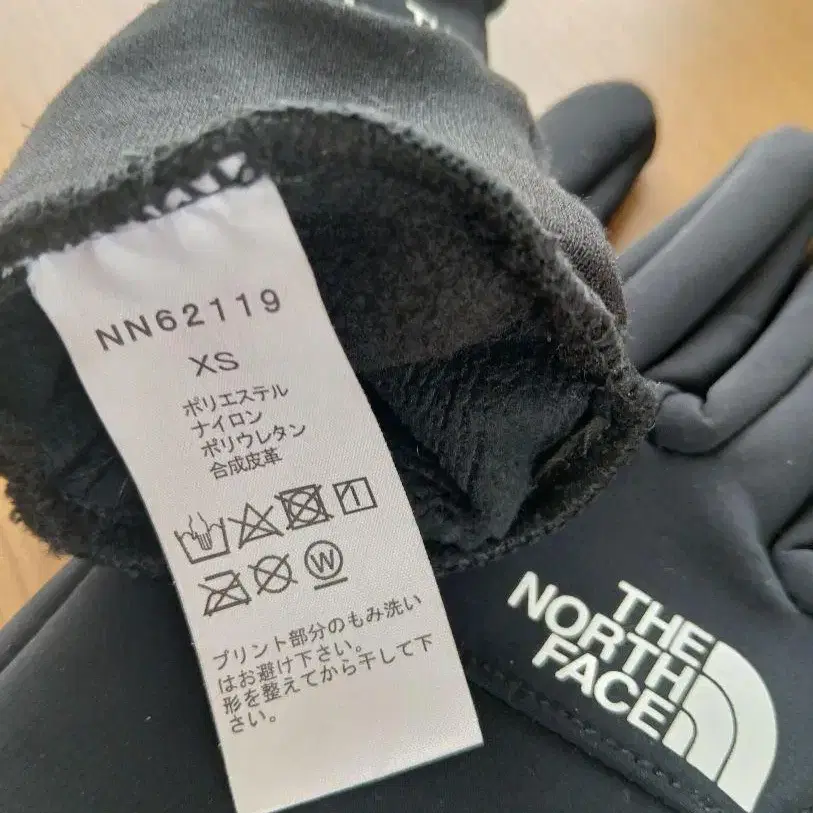 NN62119
XS
ポリエステル
ナイロン
ポリウレタン
合成皮革
W
プリント部分のもみ洗い
はお避け下さい。
形を整えてから干して下
さい。
THE
NORTH
FACE